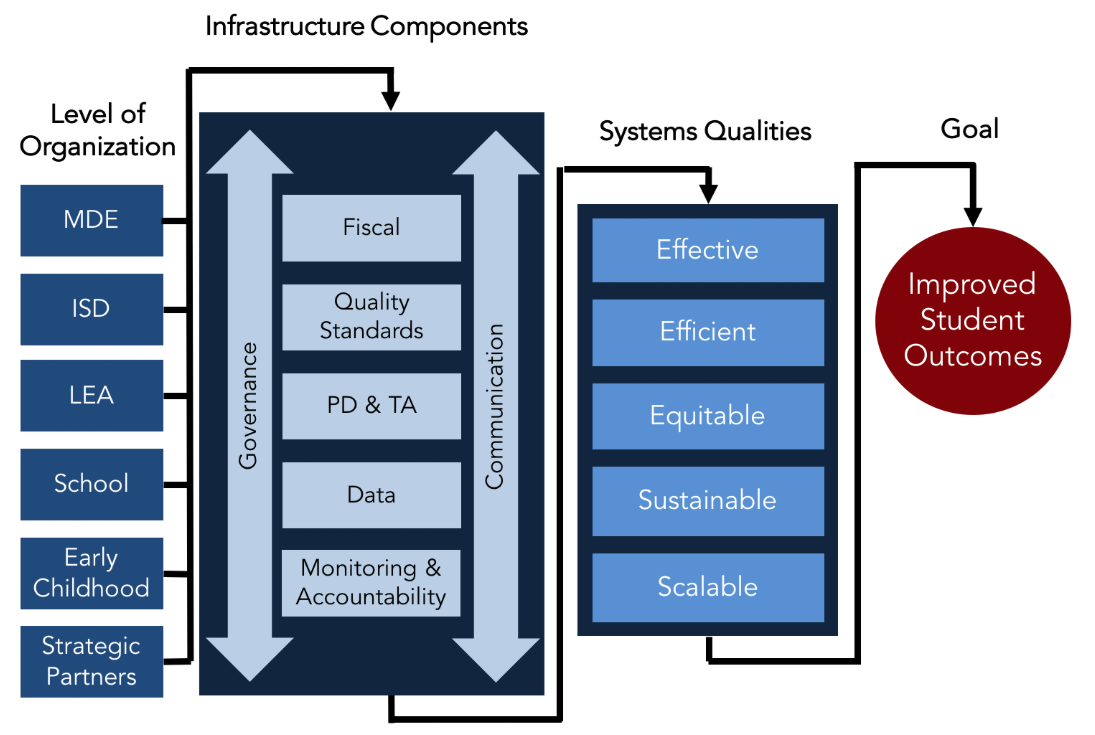 Infrastructure Components
Level of
Organization
MDE
ISD
LEA
School
Early
Childhood
Strategic
Partners
Governance
Fiscal
Quality
Standards
PD & TA
Data
Monitoring &
Accountability
Communication
Systems Qualities
Effective
Efficient
Equitable
Sustainable
Scalable
Goal
Improved
Student
Outcomes